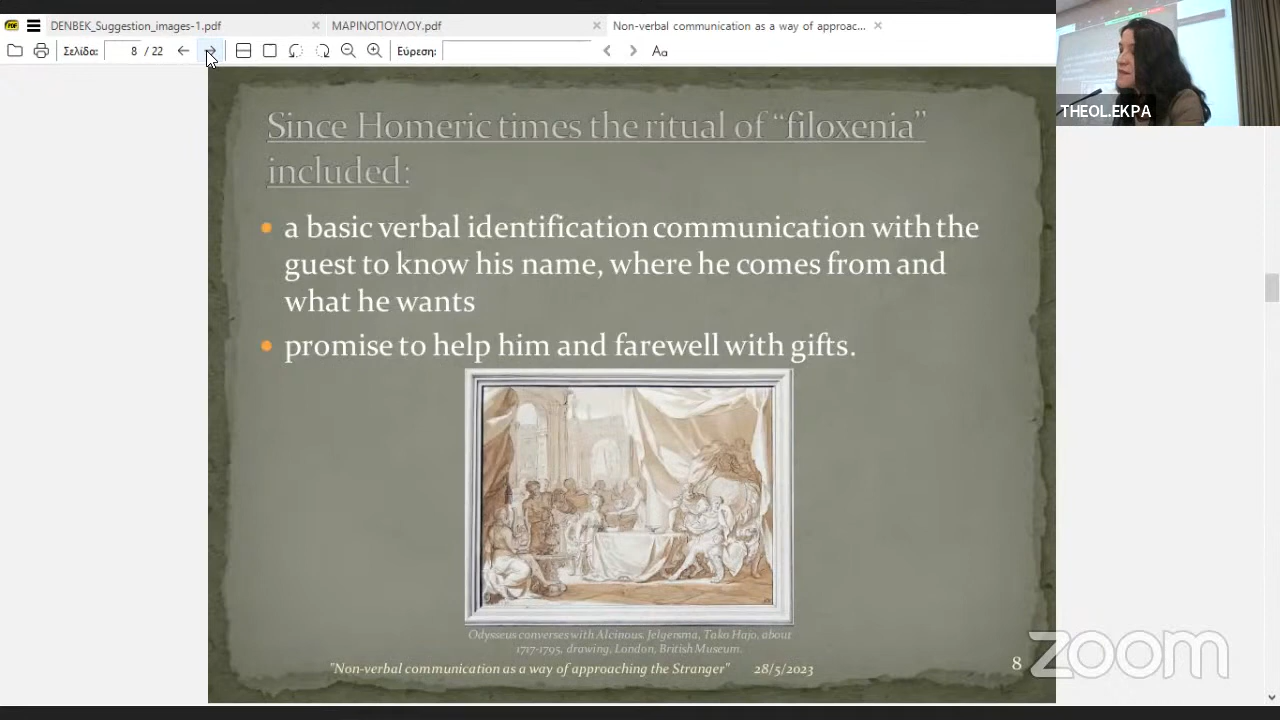 DENBEK_Suggestion_images-1.pdf
ΜΑΡΙΝΟΠΟΥΛΟΥ.pdf
Non-verbal communication as a way of approac...
Σελίδα: 8 / 22
Εύρεση:
Aα
THEOL.EKPA
Since Homeric times the ritual of “filoxenia”
included:
• a basic verbal identification communication with the
guest to know his name, where he comes from and
what he wants
• promise to help him and farewell with gifts.
Odysseus converses with Alcinous. Jelgersma, Tako Hajo, about
1717-1795, drawing, London, British Museum.
"Non-verbal communication as a way of approaching the Stranger" 28/5/2023
8
zoom